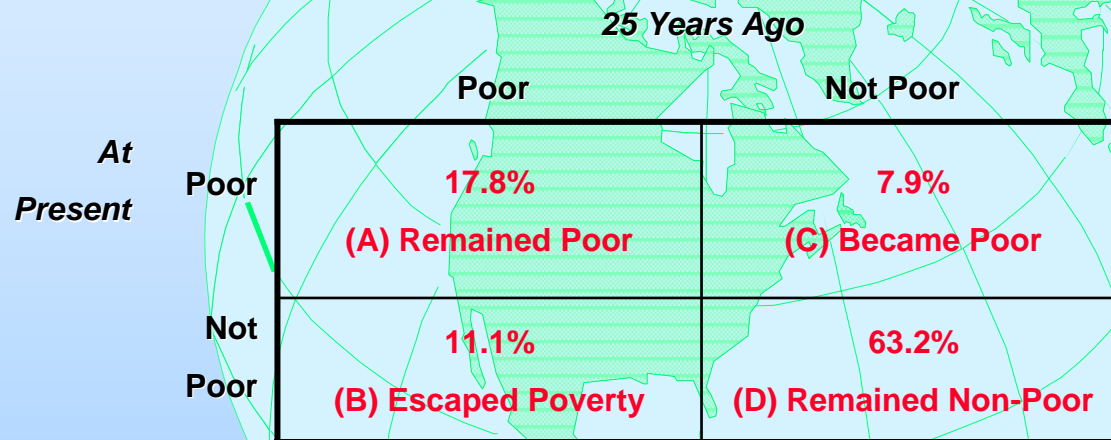 25 Years Ago
Poor Not Poor
At
Present
Poor
17.8% 7.9%
(A) Remained Poor (C) Became Poor
Not
Poor
11.1% 63.2%
(B) Escaped Poverty (D) Remained Non-Poor